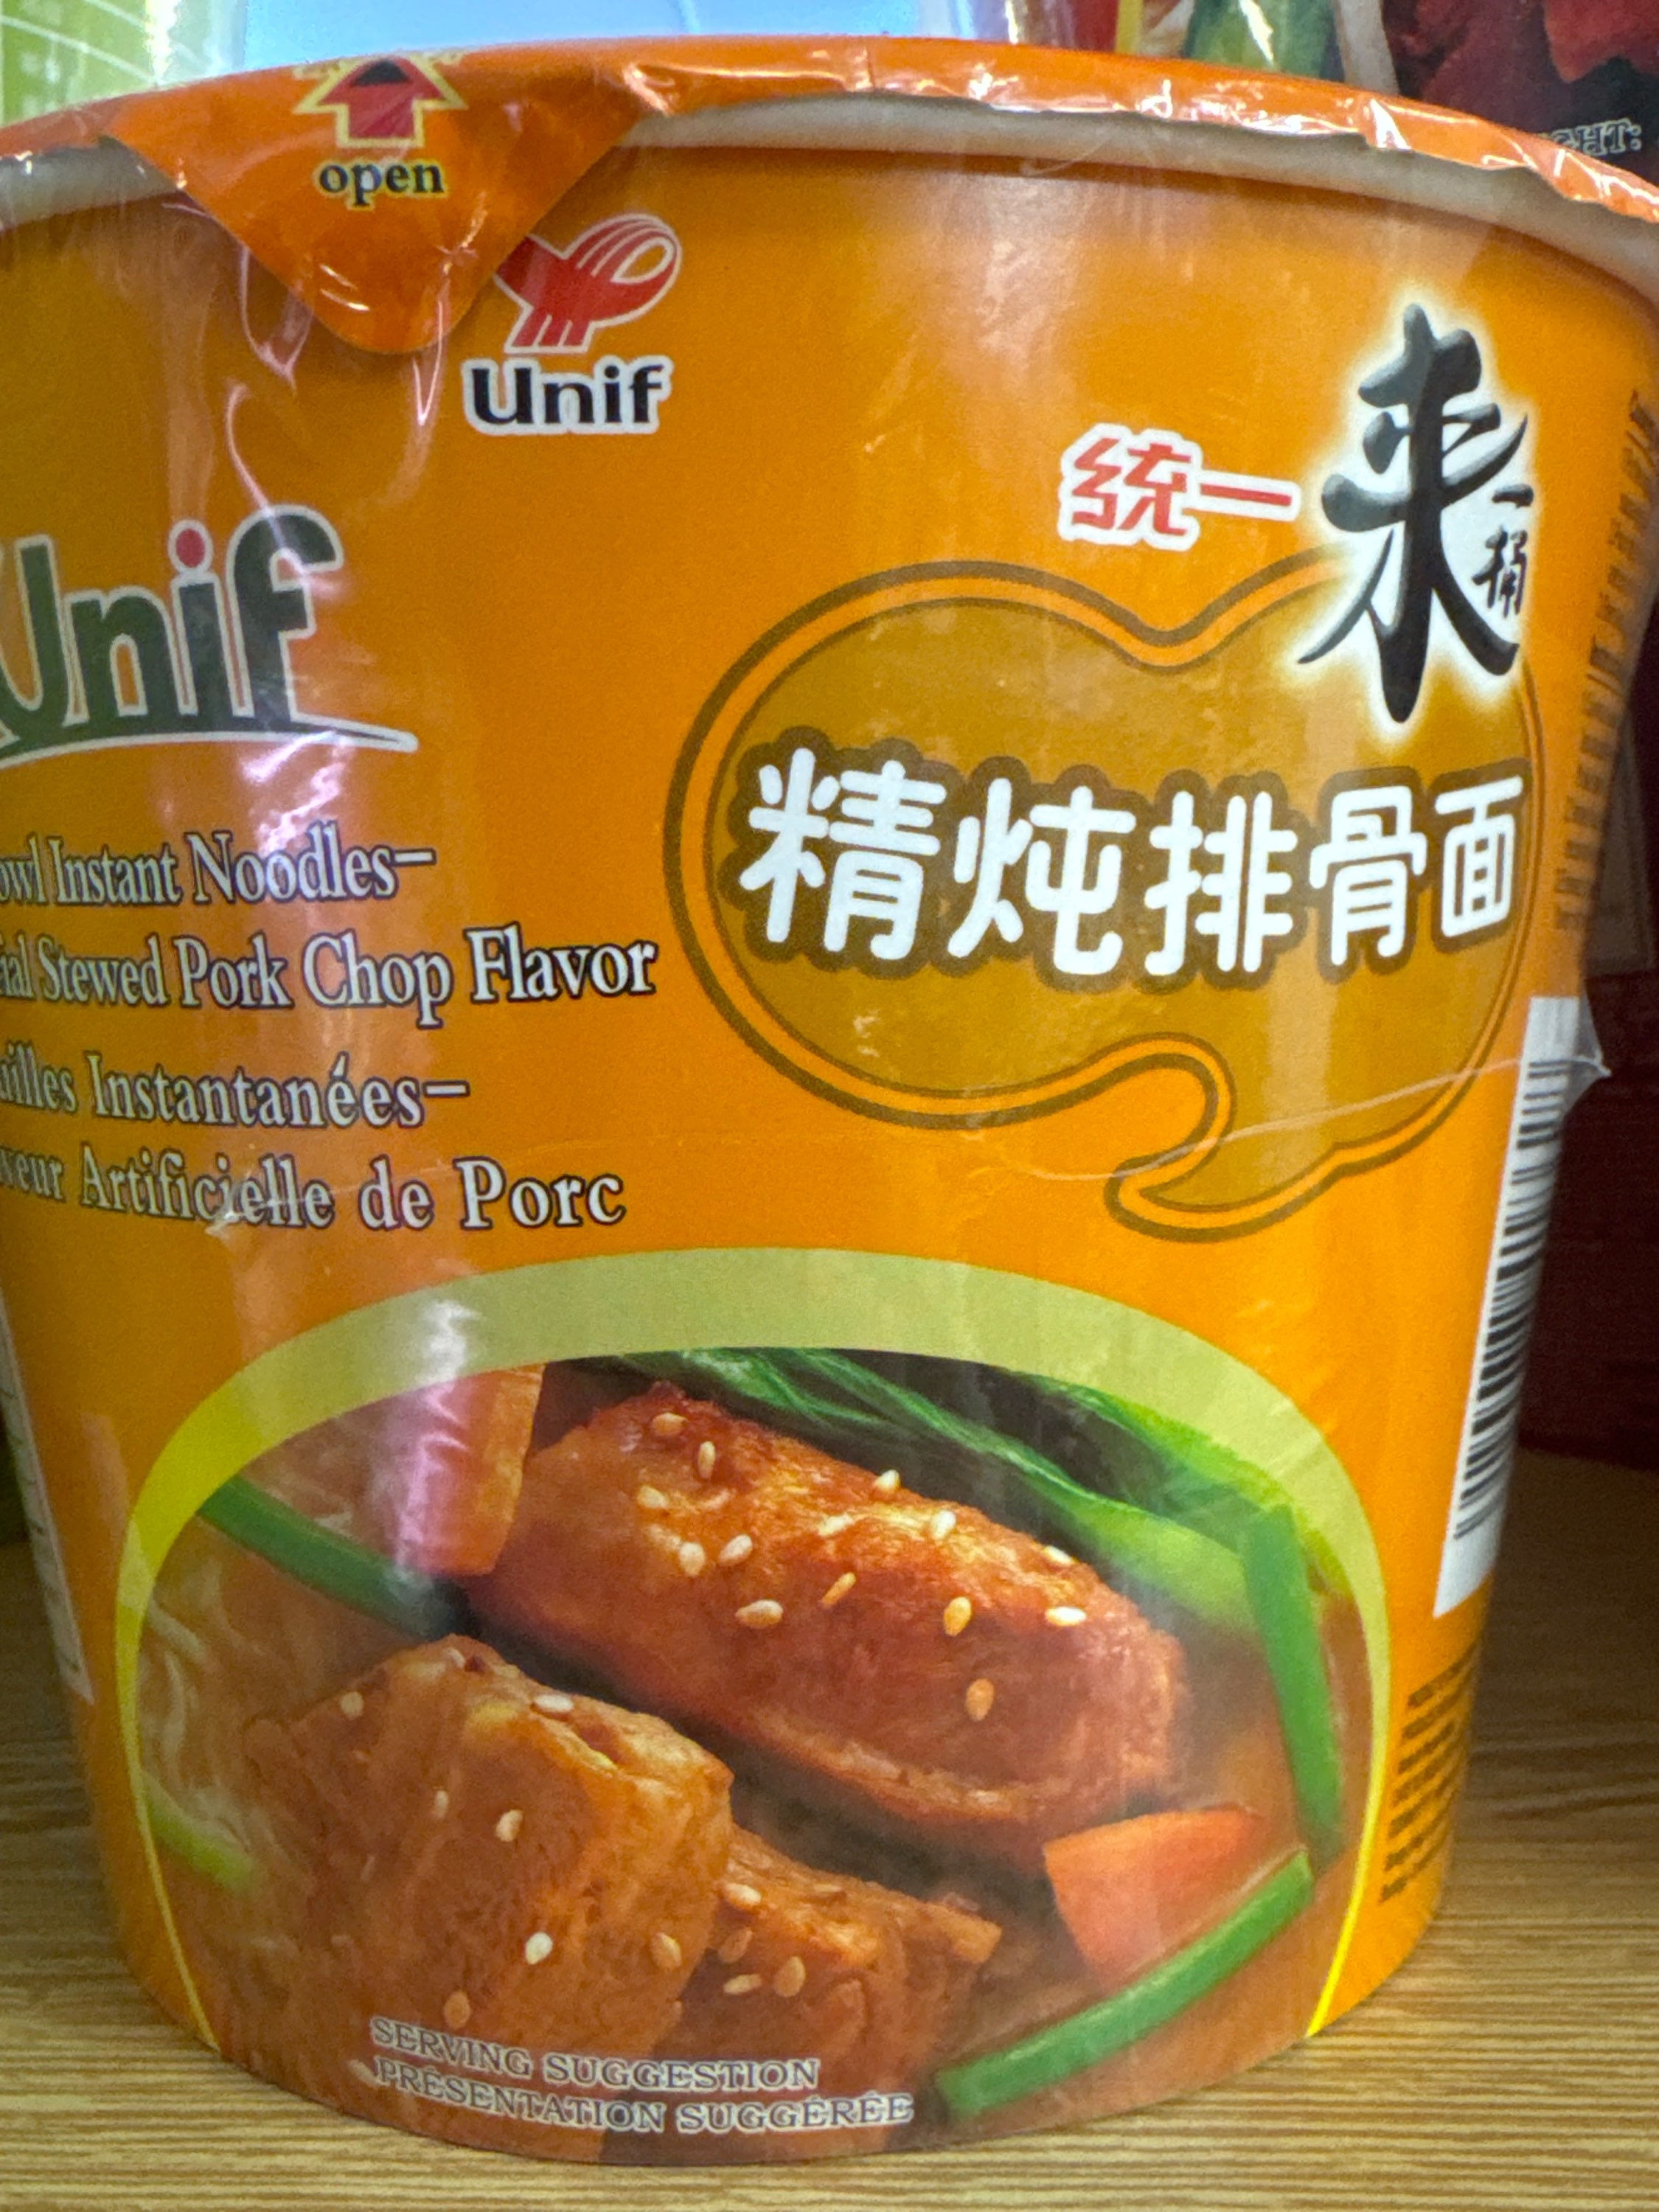 open
Unif
统一
来
一桶
Unif
精炖排骨面
Instant Noodles–
Stewed Pork Chop Flavor
Instantanées–
Artificielle de Porc
SERVING SUGGESTION
PRÉSENTATION SUGGÉRÉE